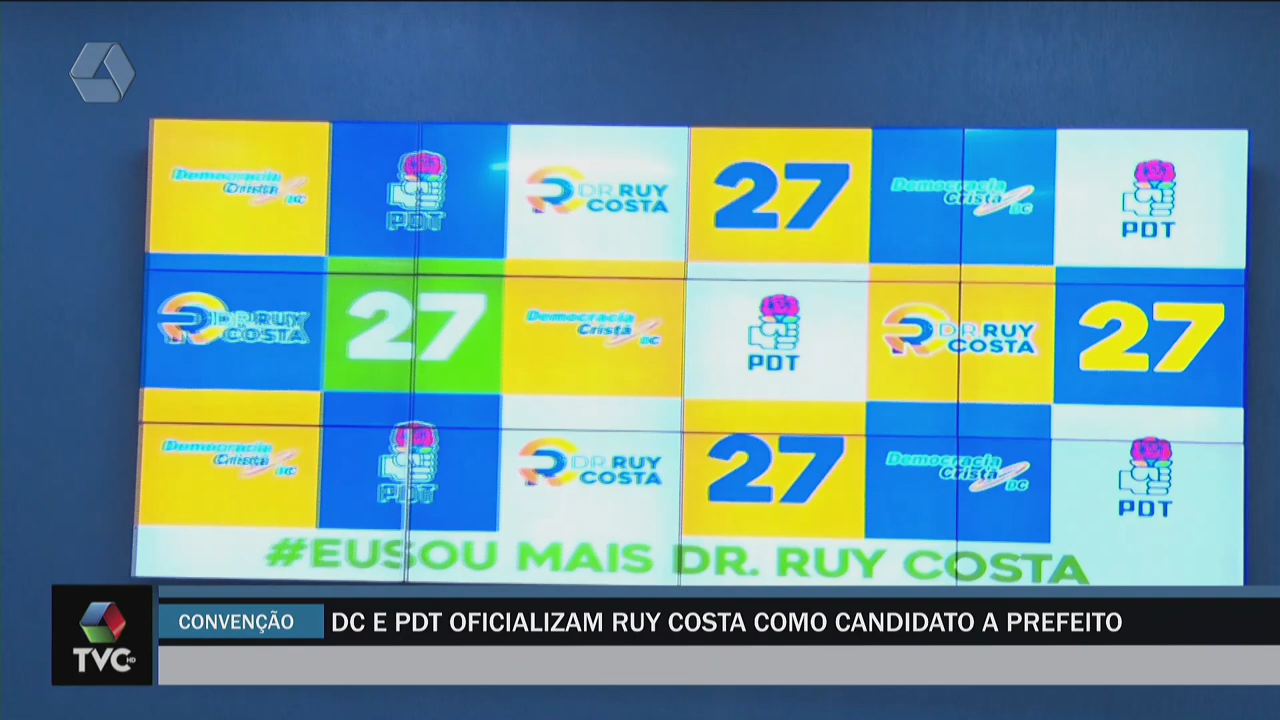 Democracia
Cristã
DC
PDT
DR. RUY
COSTA
27
Democracia
Cristã
DC
PDT
DR. RUY
COSTA
27
Democracia
Cristã
DC
PDT
DR. RUY
COSTA
27
Democracia
Cristã
DC
PDT
DR. RUY
COSTA
27
Democracia
Cristã
DC
PDT
#EUSOU MAIS DR. RUY COSTA
CONVENÇÃO
DC E PDT OFICIALIZAM RUY COSTA COMO CANDIDATO A PREFEITO
TVC HD